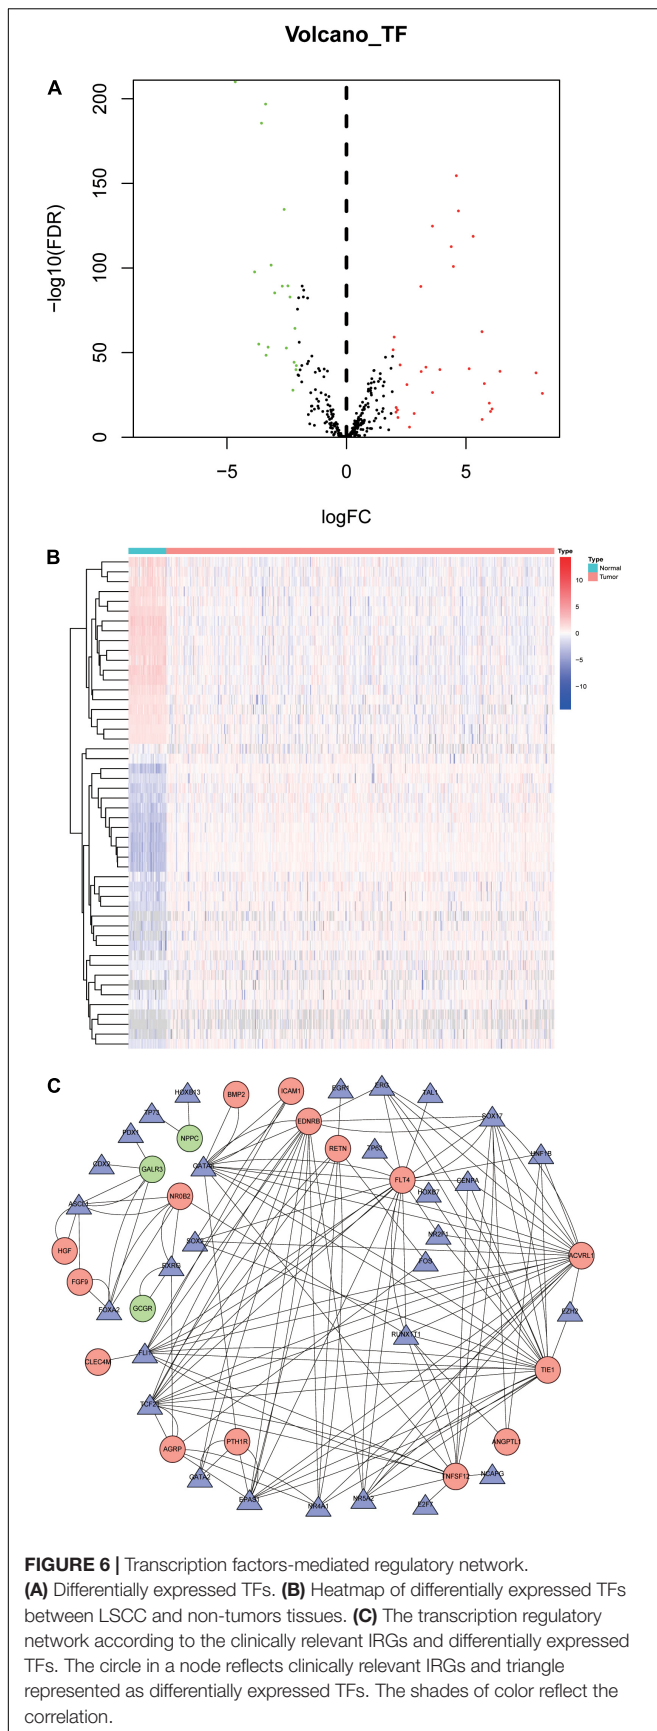 Volcano_TF
A
200
150
100
50
0
−log10(FDR)
−5 0 5
logFC
B
Type
10
5
0
−5
−10
Type
Normal
Tumor
C
HOXB13
BMP2
ICAM1
EGR1
ERG
TAL1
TP73
EDNRB
SOX17
PDX1
NPPC
RETN
TP63
HNF1B
CDX2
GALR3
GATA6
FLT4
CENPA
ASCL1
NR0B2
HOXB7
HGF
NR2F1
ACVRL1
FOS
FGF9
RXRG
FOXA2
GCGR
EZH2
RUNX1T1
CLEC4M
FLI1
TIE1
TCF21
AGRP
PTH1R
ANGPTL1
GATA2
TNFSF12
NCAPG
EPAS1
NR4A1
NR5A2
E2F7
FIGURE 6 | Transcription factors-mediated regulatory network.
(A) Differentially expressed TFs. (B) Heatmap of differentially expressed TFs
between LSCC and non-tumors tissues. (C) The transcription regulatory
network according to the clinically relevant IRGs and differentially expressed
TFs. The circle in a node reflects clinically relevant IRGs and triangle
represented as differentially expressed TFs. The shades of color reflect the
correlation.